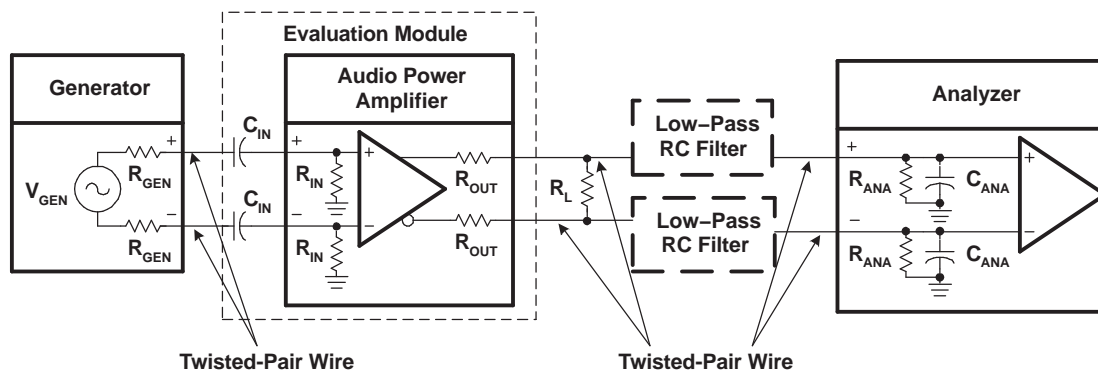 Evaluation Module
Generator
Audio Power
Amplifier
Analyzer
Low−Pass
RC Filter
Low−Pass
RC Filter
V_GEN
+
−
R_GEN
R_GEN
C_IN
C_IN
+
−
R_IN
R_IN
+
−
R_OUT
R_OUT
R_L
+
−
R_ANA
C_ANA
R_ANA
C_ANA
+
−
Twisted-Pair Wire
Twisted-Pair Wire